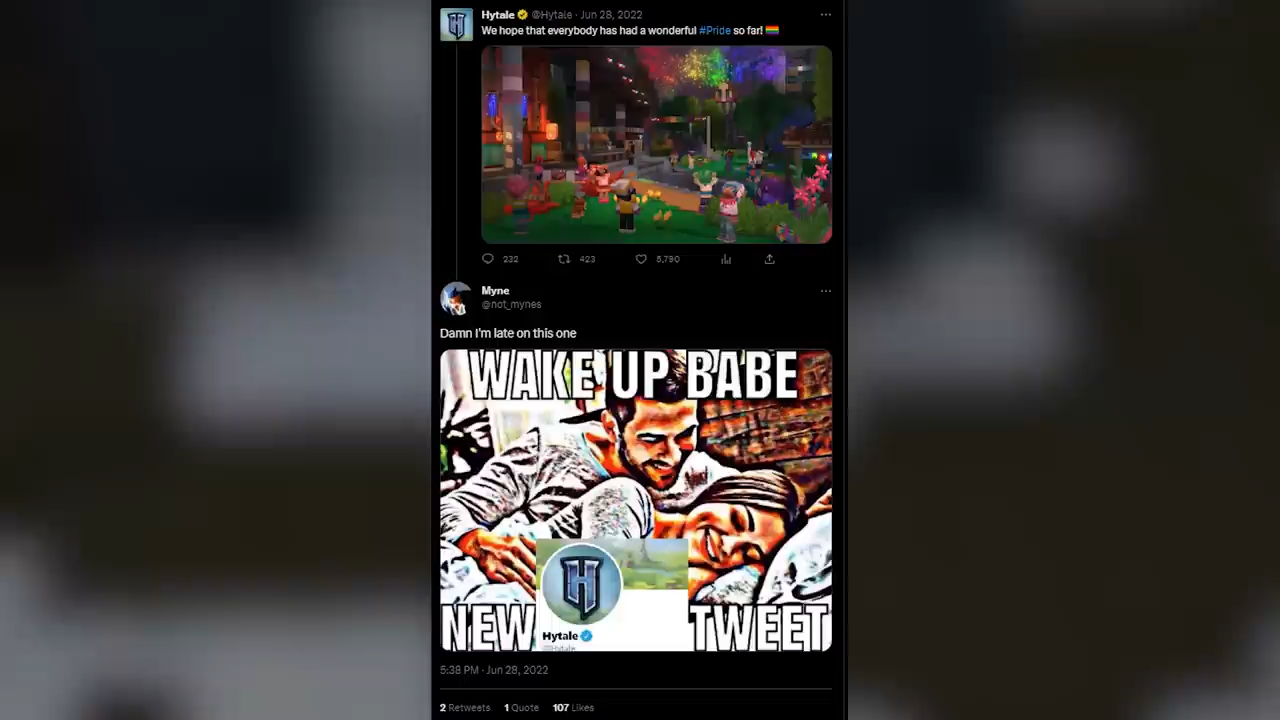 Hytale @Hytale · Jun 28, 2022
We hope that everybody has had a wonderful #Pride so far!
232 423 5,790
Myne
@not_mynes
Damn I'm late on this one
WAKE UP BABE
Hytale
@Hytale
NEW TWEET
5:38 PM · Jun 28, 2022
2 Retweets 1 Quote 107 Likes